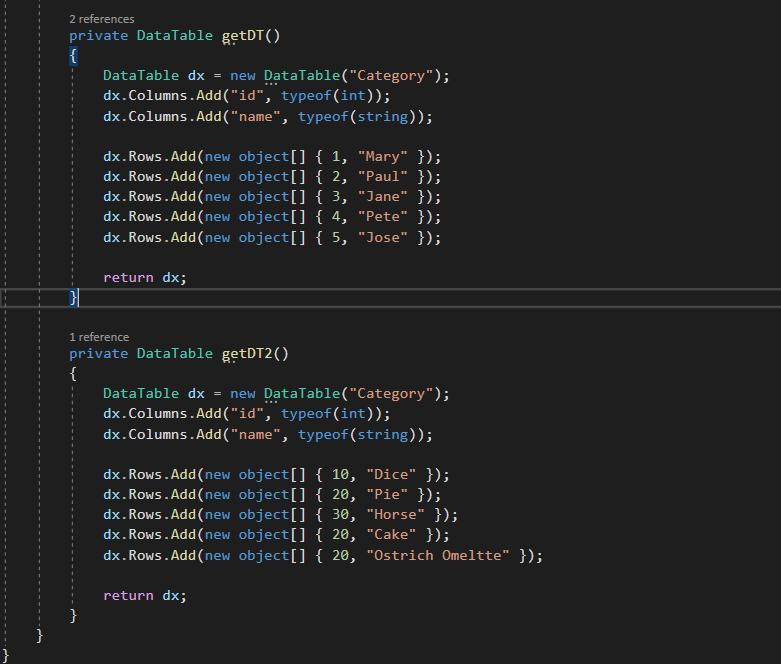 2 references
private DataTable getDT()
{
DataTable dx = new DataTable("Category");
dx.Columns.Add("id", typeof(int));
dx.Columns.Add("name", typeof(string));
dx.Rows.Add(new object[] { 1, "Mary" });
dx.Rows.Add(new object[] { 2, "Paul" });
dx.Rows.Add(new object[] { 3, "Jane" });
dx.Rows.Add(new object[] { 4, "Pete" });
dx.Rows.Add(new object[] { 5, "Jose" });
return dx;
}
1 reference
private DataTable getDT2()
{
DataTable dx = new DataTable("Category");
dx.Columns.Add("id", typeof(int));
dx.Columns.Add("name", typeof(string));
dx.Rows.Add(new object[] { 10, "Dice" });
dx.Rows.Add(new object[] { 20, "Pie" });
dx.Rows.Add(new object[] { 30, "Horse" });
dx.Rows.Add(new object[] { 20, "Cake" });
dx.Rows.Add(new object[] { 20, "Ostrich Omeltte" });
return dx;
}
}
}